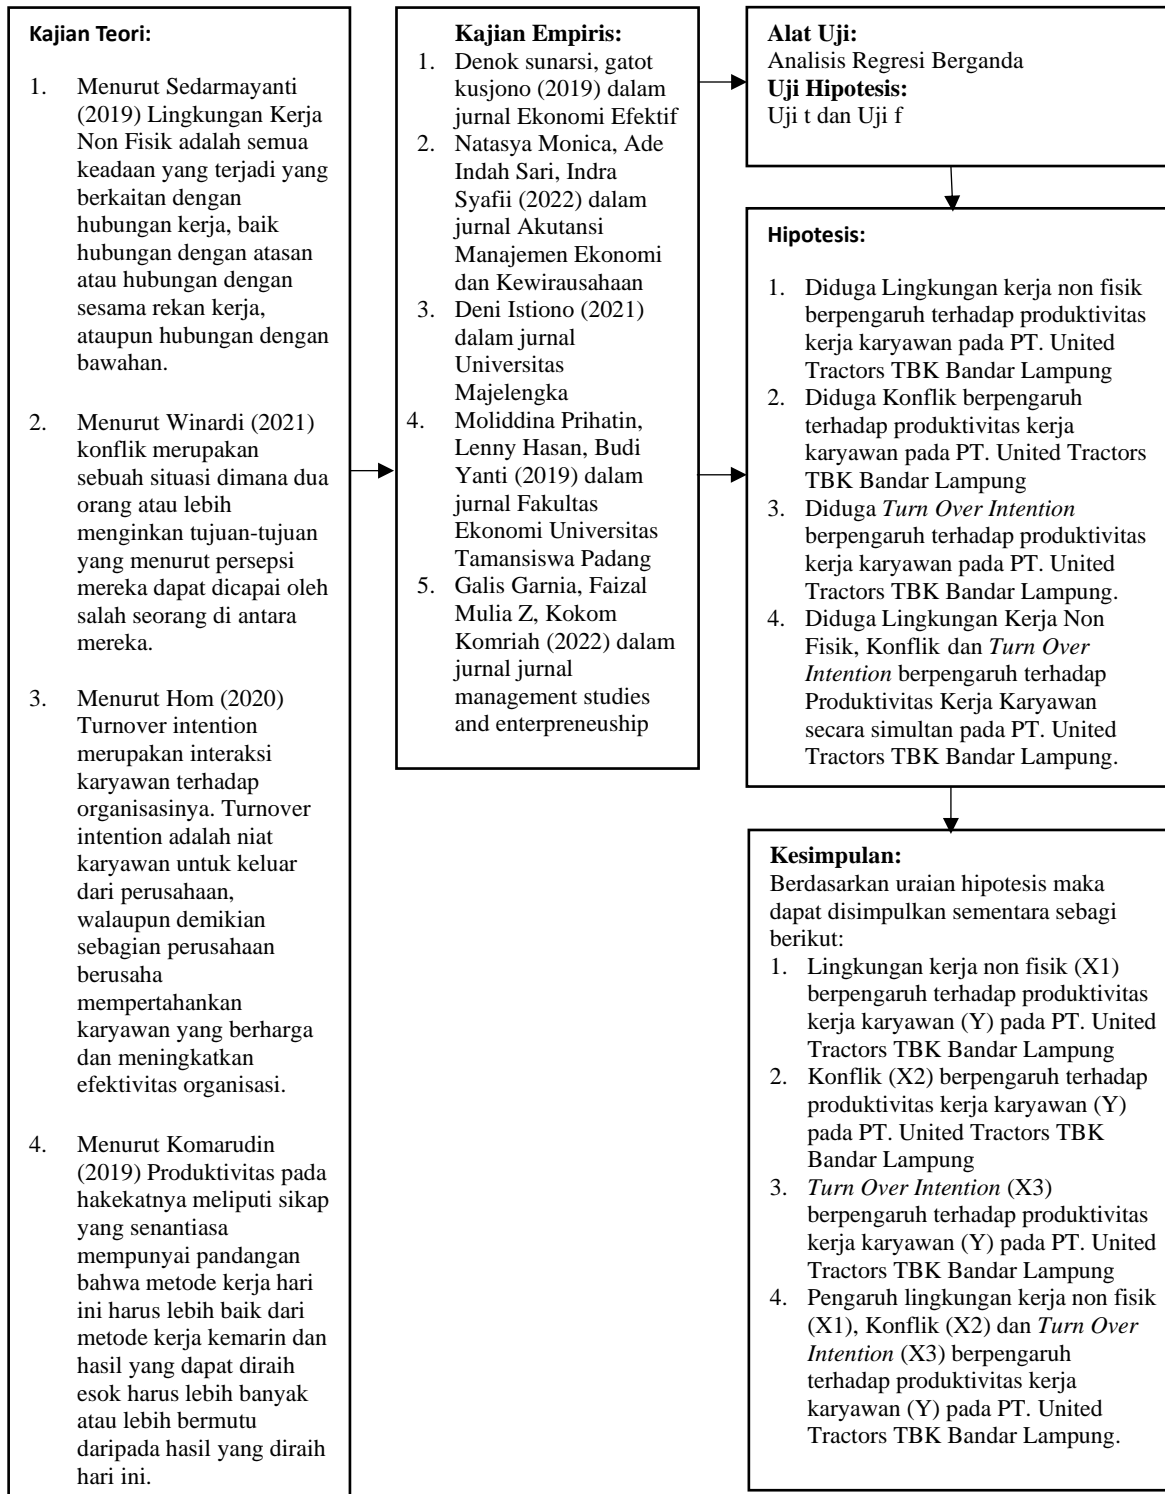 Kajian Teori:
1. Menurut Sedarmayanti
(2019) Lingkungan Kerja
Non Fisik adalah semua
keadaan yang terjadi yang
berkaitan dengan
hubungan kerja, baik
hubungan dengan atasan
atau hubungan dengan
sesama rekan kerja,
ataupun hubungan dengan
bawahan.
2. Menurut Winardi (2021)
konflik merupakan
sebuah situasi dimana dua
orang atau lebih
menginkan tujuan-tujuan
yang menurut persepsi
mereka dapat dicapai oleh
salah seorang di antara
mereka.
3. Menurut Hom (2020)
Turnover intention
merupakan interaksi
karyawan terhadap
organisasinya. Turnover
intention adalah niat
karyawan untuk keluar
dari perusahaan,
walaupun demikian
sebagian perusahaan
berusaha
mempertahankan
karyawan yang berharga
dan meningkatkan
efektivitas organisasi.
4. Menurut Komarudin
(2019) Produktivitas pada
hakekatnya meliputi sikap
yang senantiasa
mempunyai pandangan
bahwa metode kerja hari
ini harus lebih baik dari
metode kerja kemarin dan
hasil yang dapat diraih
esok harus lebih banyak
atau lebih bermutu
daripada hasil yang diraih
hari ini.
Kajian Empiris:
1. Denok sunarsi, gatot
kusjono (2019) dalam
jurnal Ekonomi Efektif
2. Natasya Monica, Ade
Indah Sari, Indra
Syafii (2022) dalam
jurnal Akutansi
Manajemen Ekonomi
dan Kewirausahaan
3. Deni Istiono (2021)
dalam jurnal
Universitas
Majelengka
4. Moliddina Prihatin,
Lenny Hasan, Budi
Yanti (2019) dalam
jurnal Fakultas
Ekonomi Universitas
Tamansiswa Padang
5. Galis Garnia, Faizal
Mulia Z, Kokom
Komriah (2022) dalam
jurnal jurnal
management studies
and enterpreneuship
Alat Uji:
Analisis Regresi Berganda
Uji Hipotesis:
Uji t dan Uji f
Hipotesis:
1. Diduga Lingkungan kerja non fisik
berpengaruh terhadap produktivitas
kerja karyawan pada PT. United
Tractors TBK Bandar Lampung
2. Diduga Konflik berpengaruh
terhadap produktivitas kerja
karyawan pada PT. United Tractors
TBK Bandar Lampung
3. Diduga Turn Over Intention
berpengaruh terhadap produktivitas
kerja karyawan pada PT. United
Tractors TBK Bandar Lampung.
4. Diduga Lingkungan Kerja Non
Fisik, Konflik dan Turn Over
Intention berpengaruh terhadap
Produktivitas Kerja Karyawan
secara simultan pada PT. United
Tractors TBK Bandar Lampung.
Kesimpulan:
Berdasarkan uraian hipotesis maka
dapat disimpulkan sementara sebagi
berikut:
1. Lingkungan kerja non fisik (X1)
berpengaruh terhadap produktivitas
kerja karyawan (Y) pada PT. United
Tractors TBK Bandar Lampung
2. Konflik (X2) berpengaruh terhadap
produktivitas kerja karyawan (Y)
pada PT. United Tractors TBK
Bandar Lampung
3. Turn Over Intention (X3)
berpengaruh terhadap produktivitas
kerja karyawan (Y) pada PT. United
Tractors TBK Bandar Lampung
4. Pengaruh lingkungan kerja non fisik
(X1), Konflik (X2) dan Turn Over
Intention (X3) berpengaruh
terhadap produktivitas kerja
karyawan (Y) pada PT. United
Tractors TBK Bandar Lampung.